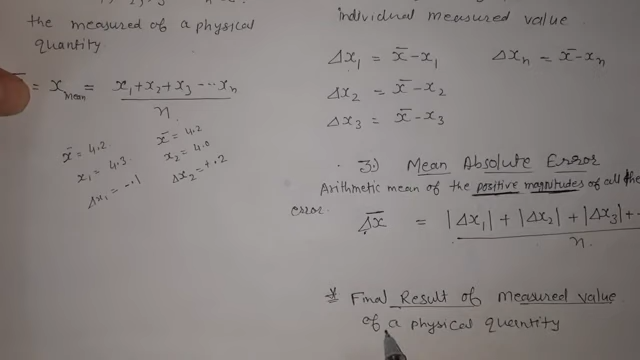 the measured of a physical
quantity.
= x Mean = x₁+x₂+x₃ ---- xₙ
n
x̄ = 4.2
x₁ = 4.3
Δx₁ = -.1
x̄ = 4.2
x₂ = 4.0
Δx₂ = +.2
individual measured value
Δx₁ = x̄-x₁
Δxₙ = x̄-xₙ
Δx₂ = x̄-x₂
Δx₃ = x̄-x₃
3.) Mean Absolute Error
Arithmetic mean of the positive magnitudes of all the
error.
Δx̄ = |Δx₁| + |Δx₂| + |Δx₃| +
n.
* Final Result of Measured value
of a physical quantity